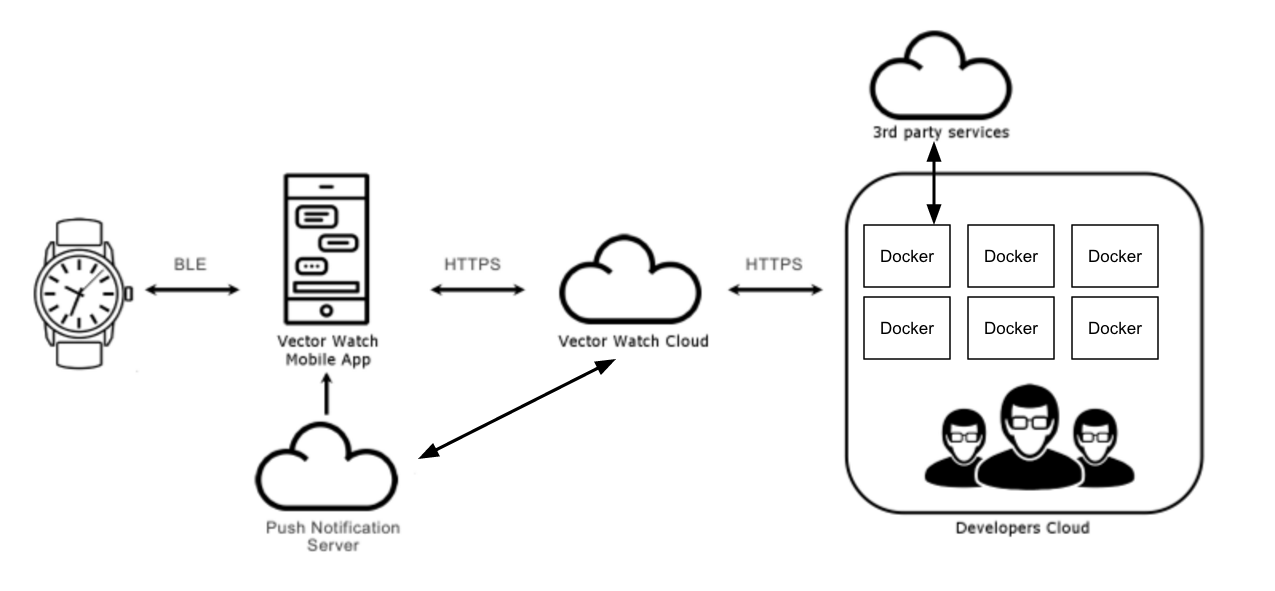 3rd party services
BLE
HTTPS
HTTPS
Docker
Docker
Docker
Docker
Docker
Docker
Vector Watch
Mobile App
Vector Watch Cloud
Push Notification
Server
Developers Cloud